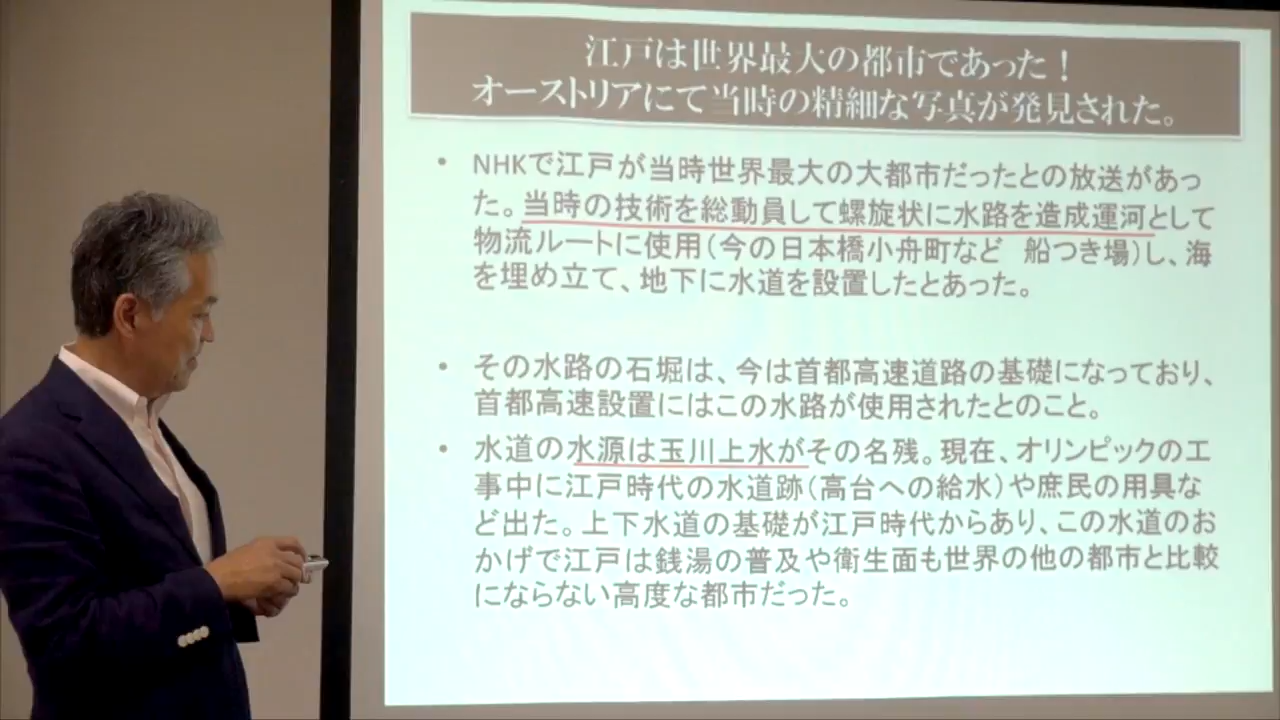 江戸は世界最大の都市であった！
オーストリアにて当時の精細な写真が発見された。
• NHKで江戸が当時世界最大の大都市だったとの放送があっ
た。当時の技術を総動員して螺旋状に水路を造成運河として
物流ルートに使用（今の日本橋小舟町など　船つき場）し、海
を埋め立て、地下に水道を設置したとあった。
• その水路の石堀は、今は首都高速道路の基礎になっており、
首都高速設置にはこの水路が使用されたとのこと。
• 水道の水源は玉川上水がその名残。現在、オリンピックの工
事中に江戸時代の水道跡（高台への給水）や庶民の用具な
ど出た。上下水道の基礎が江戸時代からあり、この水道のお
かげで江戸は銭湯の普及や衛生面も世界の他の都市と比較
にならない高度な都市だった。